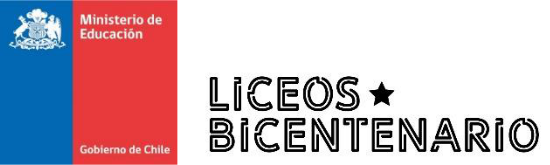 Ministerio de
Educación
Gobierno de Chile
LiCEOS
BiCENTENARiO